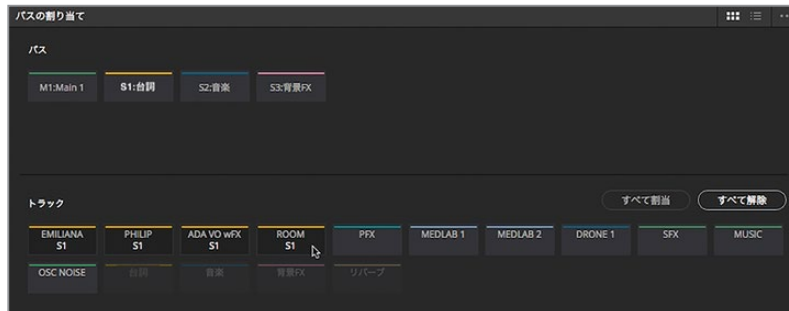 バスの割り当て
バス
M1:Main 1 S1:台詞 S2:音楽 S3:背景FX
トラック すべて割当 すべて解除
EMILIANA PHILIP ADA VO wFX ROOM PFX MEDLAB 1 MEDLAB 2 DRONE 1 SFX MUSIC
S1 S1 S1 S1
OSC NOISE 台詞 音楽 背景FX リバーブ